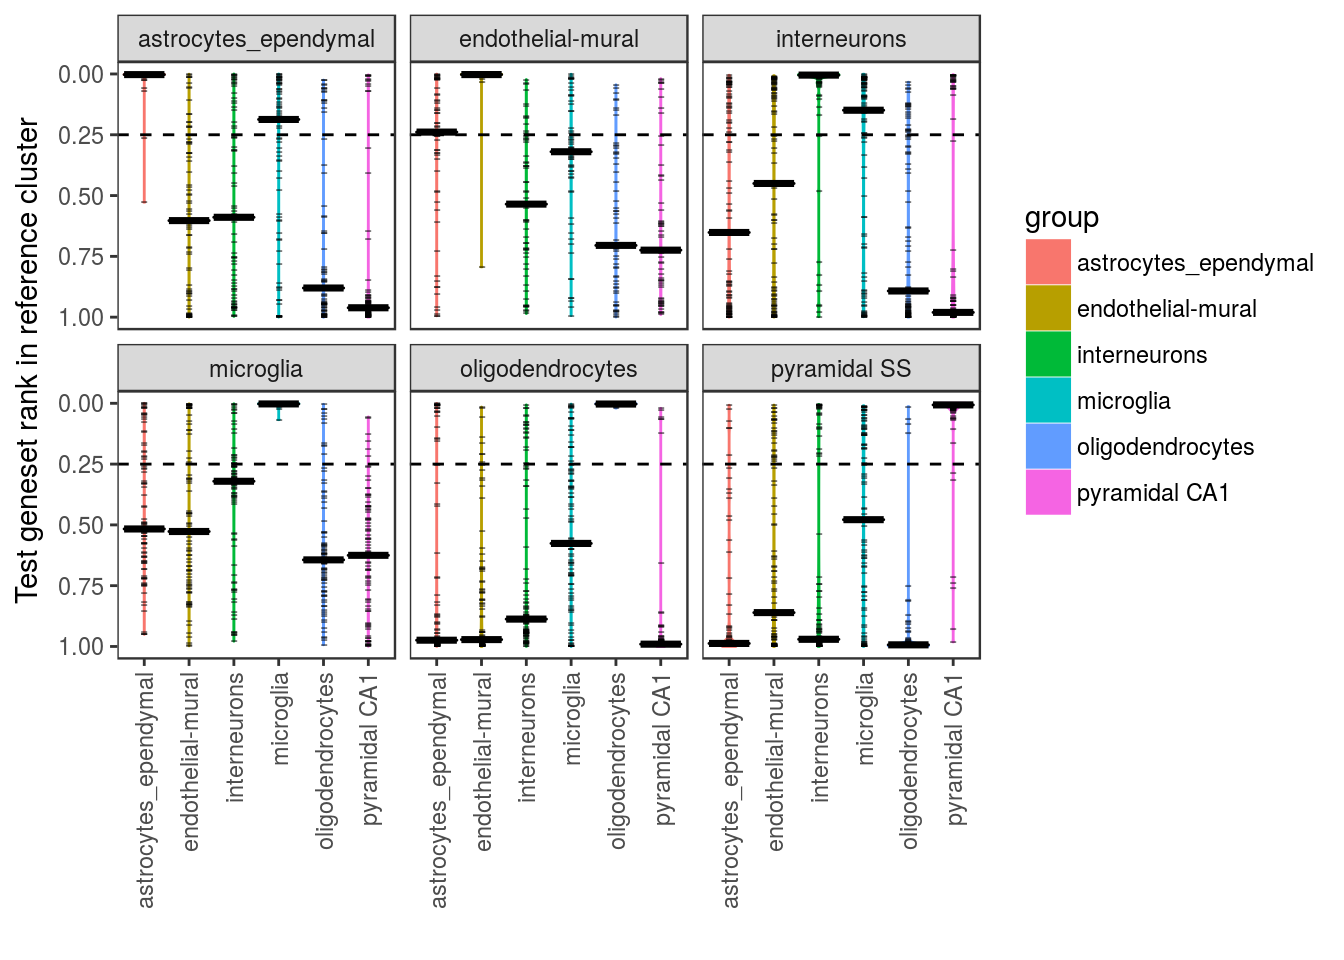 astrocytes_ependymal
endothelial-mural
interneurons
0.00
0.25
0.50
0.75
1.00
microglia
oligodendrocytes
pyramidal SS
0.00
0.25
0.50
0.75
1.00
Test geneset rank in reference cluster
astrocytes_ependymal
endothelial-mural
interneurons
microglia
oligodendrocytes
pyramidal CA1
astrocytes_ependymal
endothelial-mural
interneurons
microglia
oligodendrocytes
pyramidal CA1
astrocytes_ependymal
endothelial-mural
interneurons
microglia
oligodendrocytes
pyramidal CA1
group
astrocytes_ependymal
endothelial-mural
interneurons
microglia
oligodendrocytes
pyramidal CA1